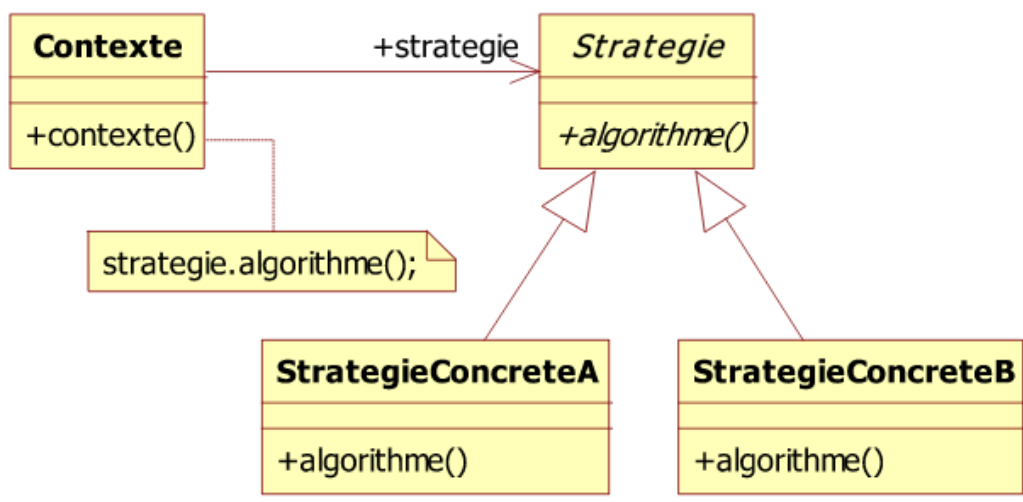 Contexte
+strategie
Strategie
+contexte()
+algorithme()
strategie.algorithme();
StrategieConcreteA
StrategieConcreteB
+algorithme()
+algorithme()